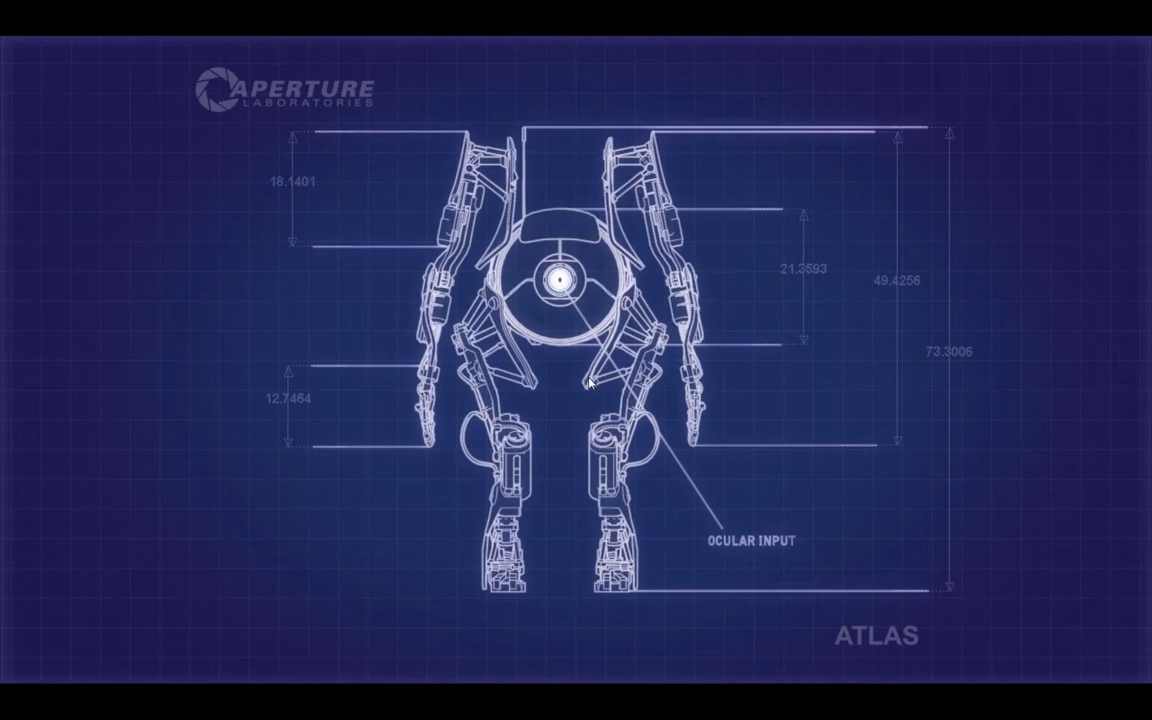 APERTURE
LABORATORIES
18.1401
21.3593
49.4256
73.3006
12.7464
OCULAR INPUT
ATLAS